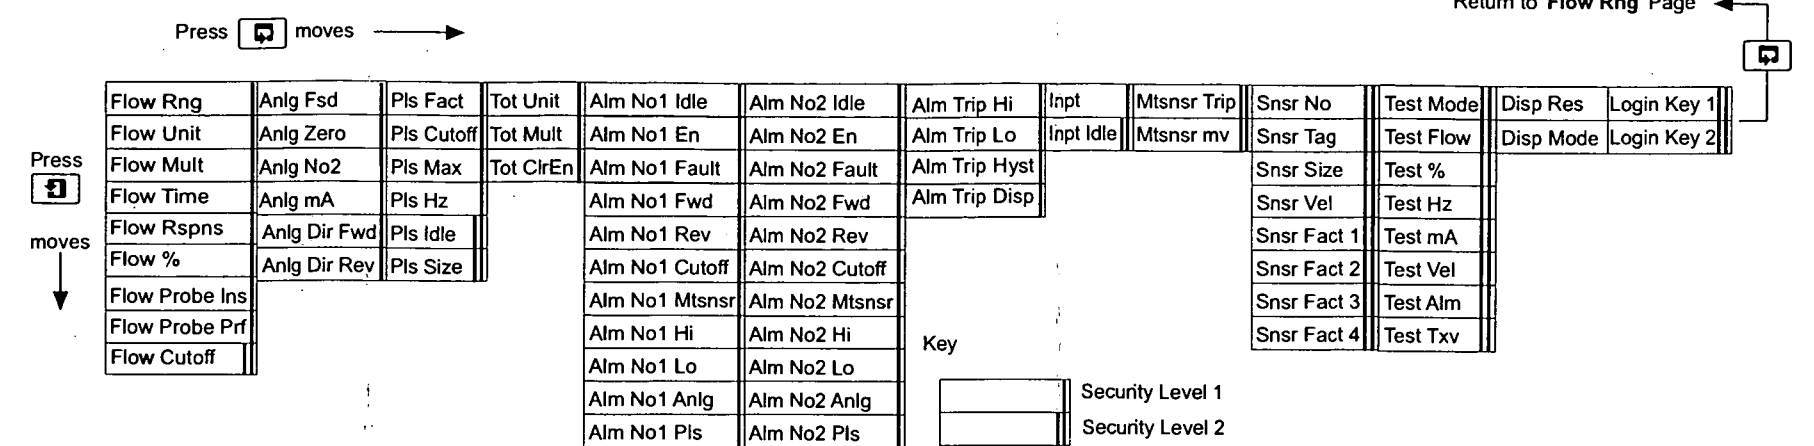 Return to Flow Rng Page
Press moves
Flow Rng Anlg Fsd Pls Fact Tot Unit Alm No1 Idle Alm No2 Idle Alm Trip Hi Inpt Mtsnsr Trip Snsr No Test Mode Disp Res Login Key 1
Flow Unit Anlg Zero Pls Cutoff Tot Mult Alm No1 En Alm No2 En Alm Trip Lo Inpt Idle Mtsnsr mv Snsr Tag Test Flow Disp Mode Login Key 2
Press
Flow Mult Anlg No2 Pls Max Tot ClrEn Alm No1 Fault Alm No2 Fault Alm Trip Hyst Snsr Size Test %
Flow Time Anlg mA Pls Hz Alm No1 Fwd Alm No2 Fwd Alm Trip Disp Snsr Vel Test Hz
Flow Rspns Anlg Dir Fwd Pls Idle Alm No1 Rev Alm No2 Rev Snsr Fact 1 Test mA
moves
Flow % Anlg Dir Rev Pls Size Alm No1 Cutoff Alm No2 Cutoff Snsr Fact 2 Test Vel
Flow Probe Ins Alm No1 Mtsnsr Alm No2 Mtsnsr Snsr Fact 3 Test Alm
Flow Probe Prf Alm No1 Hi Alm No2 Hi Snsr Fact 4 Test Txv
Key
Flow Cutoff Alm No1 Lo Alm No2 Lo
Alm No1 Anlg Alm No2 Anlg Security Level 1
Alm No1 Pls Alm No2 Pls Security Level 2